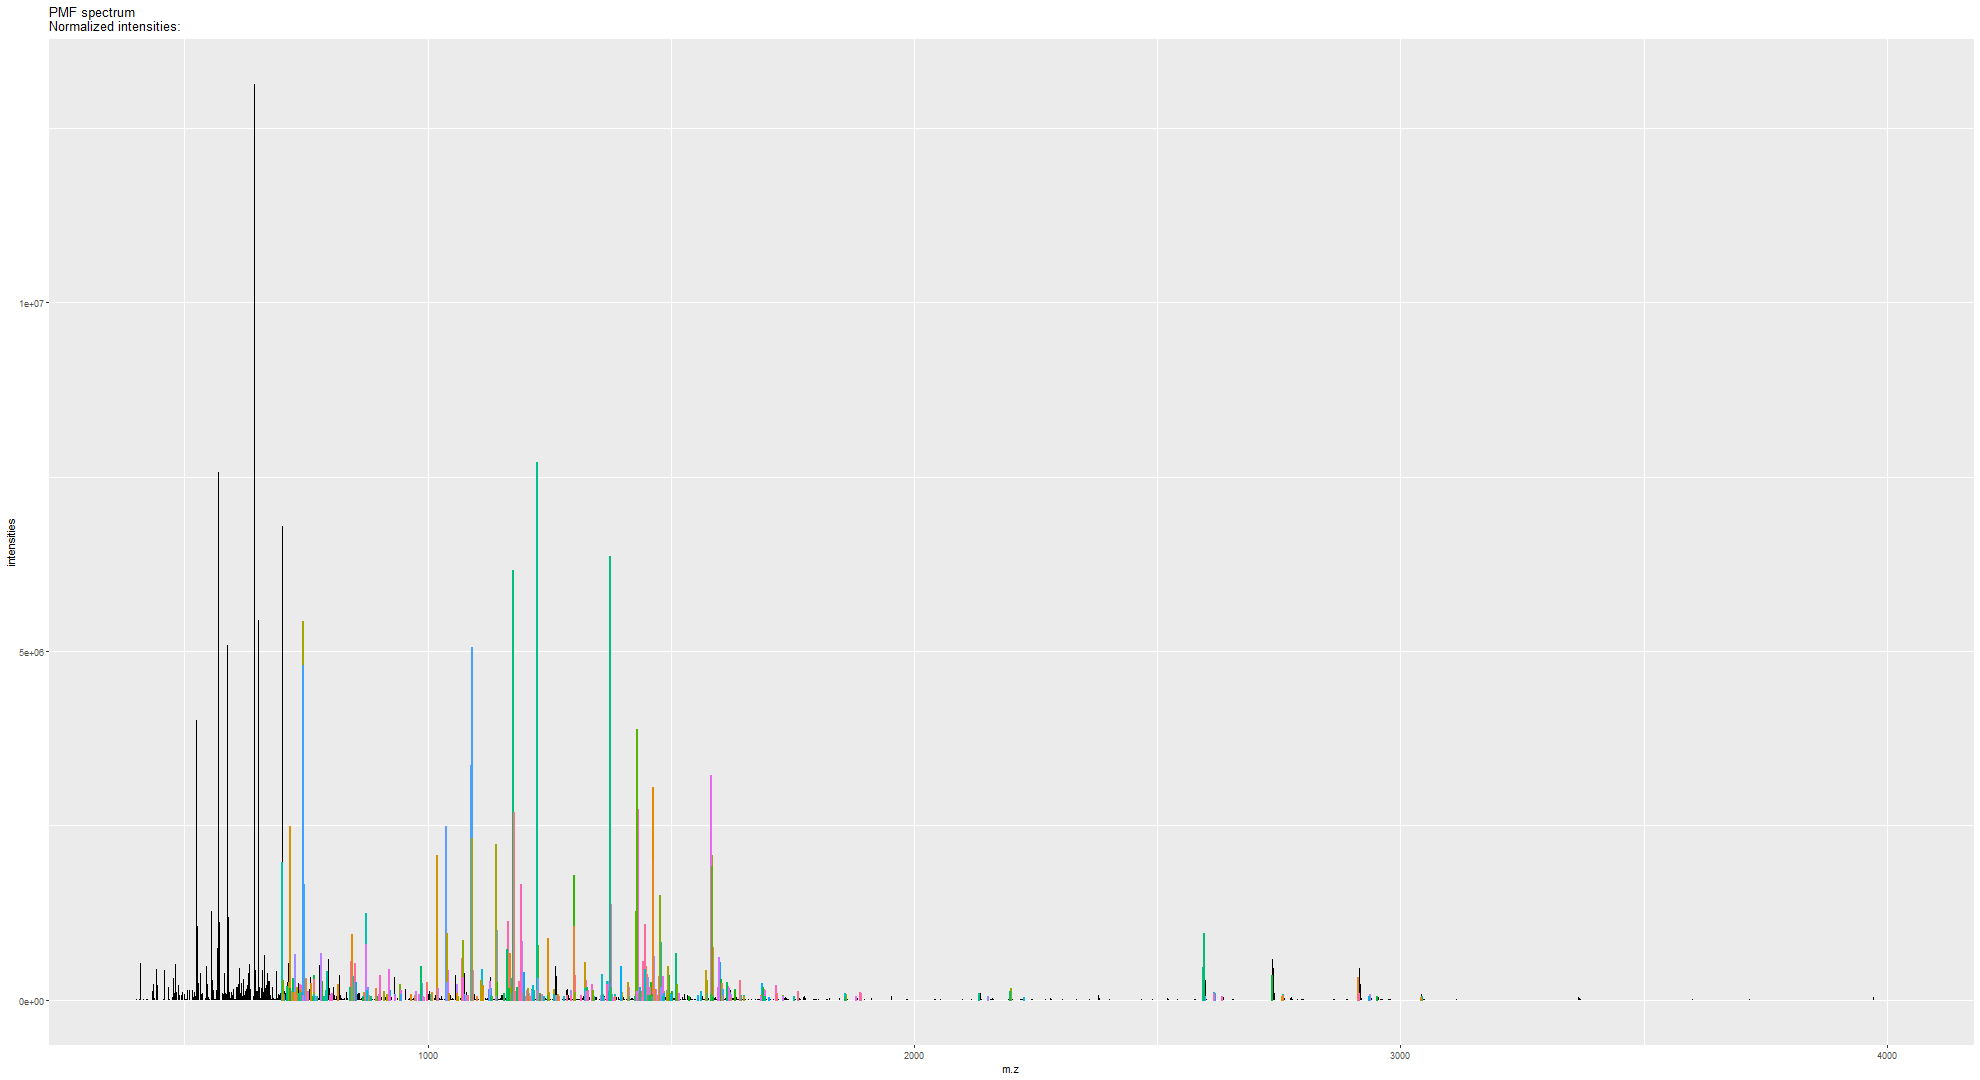 PMF spectrum
Normalized intensities:
1e+07
5e+06
0e+00
intensities
1000
2000
3000
4000
m.z